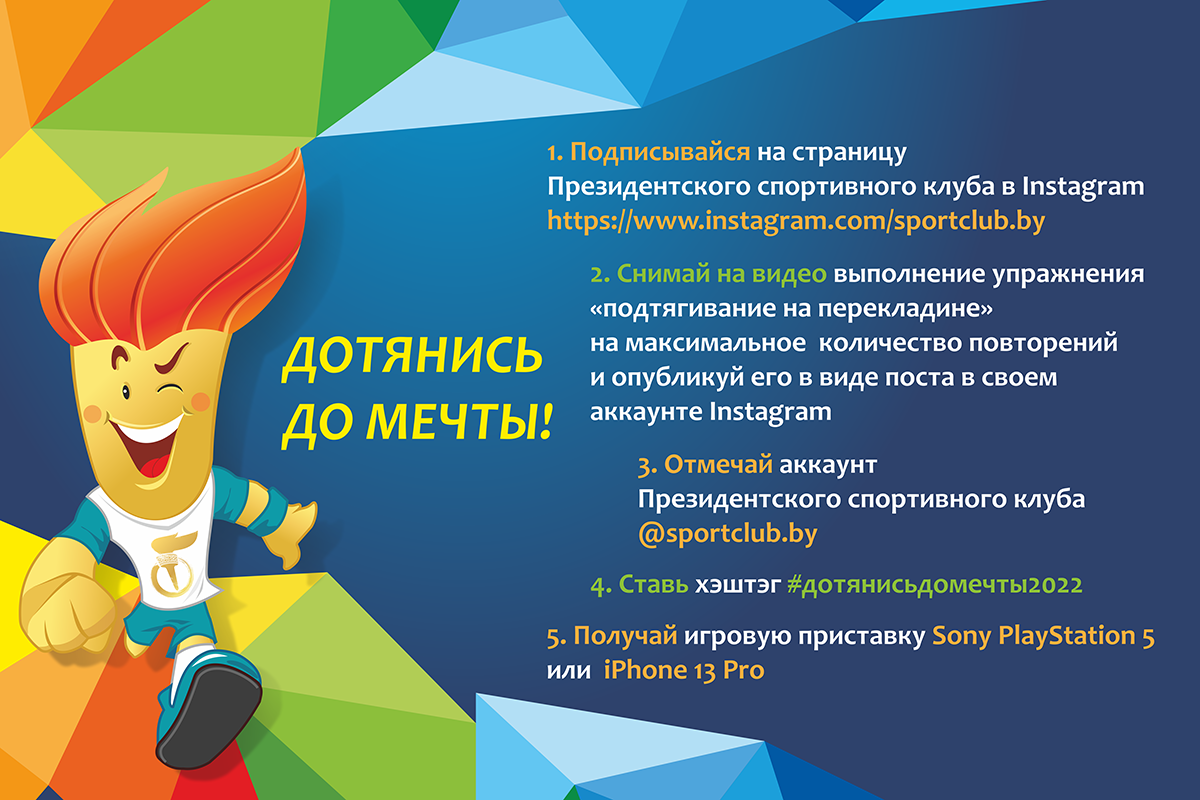 ДОТЯНИСЬ
ДО МЕЧТЫ!
1. Подписывайся на страницу
Президентского спортивного клуба в Instagram
https://www.instagram.com/sportclub.by
2. Снимай на видео выполнение упражнения
«подтягивание на перекладине»
на максимальное количество повторений
и опубликуй его в виде поста в своем
аккаунте Instagram
3. Отмечай аккаунт
Президентского спортивного клуба
@sportclub.by
4. Ставь хэштэг #дотянисьдомечты2022
5. Получай игровую приставку Sony PlayStation 5
или iPhone 13 Pro